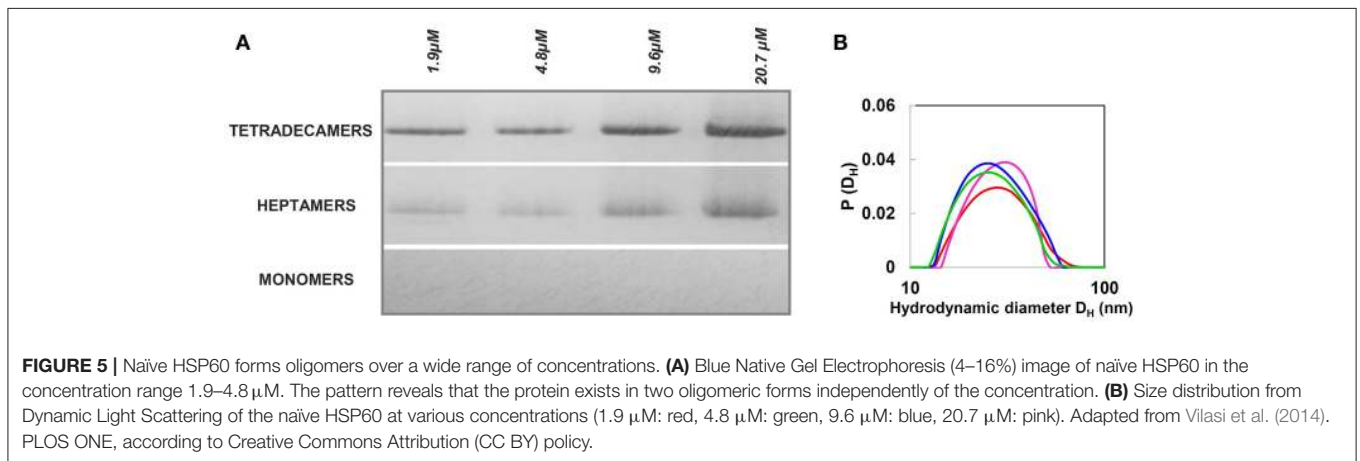 A
B
1.9µM
4.8µM
9.6µM
20.7 µM
TETRADECAMERS
HEPTAMERS
MONOMERS
0.06
0.04
0.02
0
P (D_H)
10
100
Hydrodynamic diameter D_H (nm)
FIGURE 5 | Naïve HSP60 forms oligomers over a wide range of concentrations. (A) Blue Native Gel Electrophoresis (4–16%) image of naïve HSP60 in the
concentration range 1.9–4.8 µM. The pattern reveals that the protein exists in two oligomeric forms independently of the concentration. (B) Size distribution from
Dynamic Light Scattering of the naïve HSP60 at various concentrations (1.9 µM: red, 4.8 µM: green, 9.6 µM: blue, 20.7 µM: pink). Adapted from Vilasi et al. (2014).
PLOS ONE, according to Creative Commons Attribution (CC BY) policy.